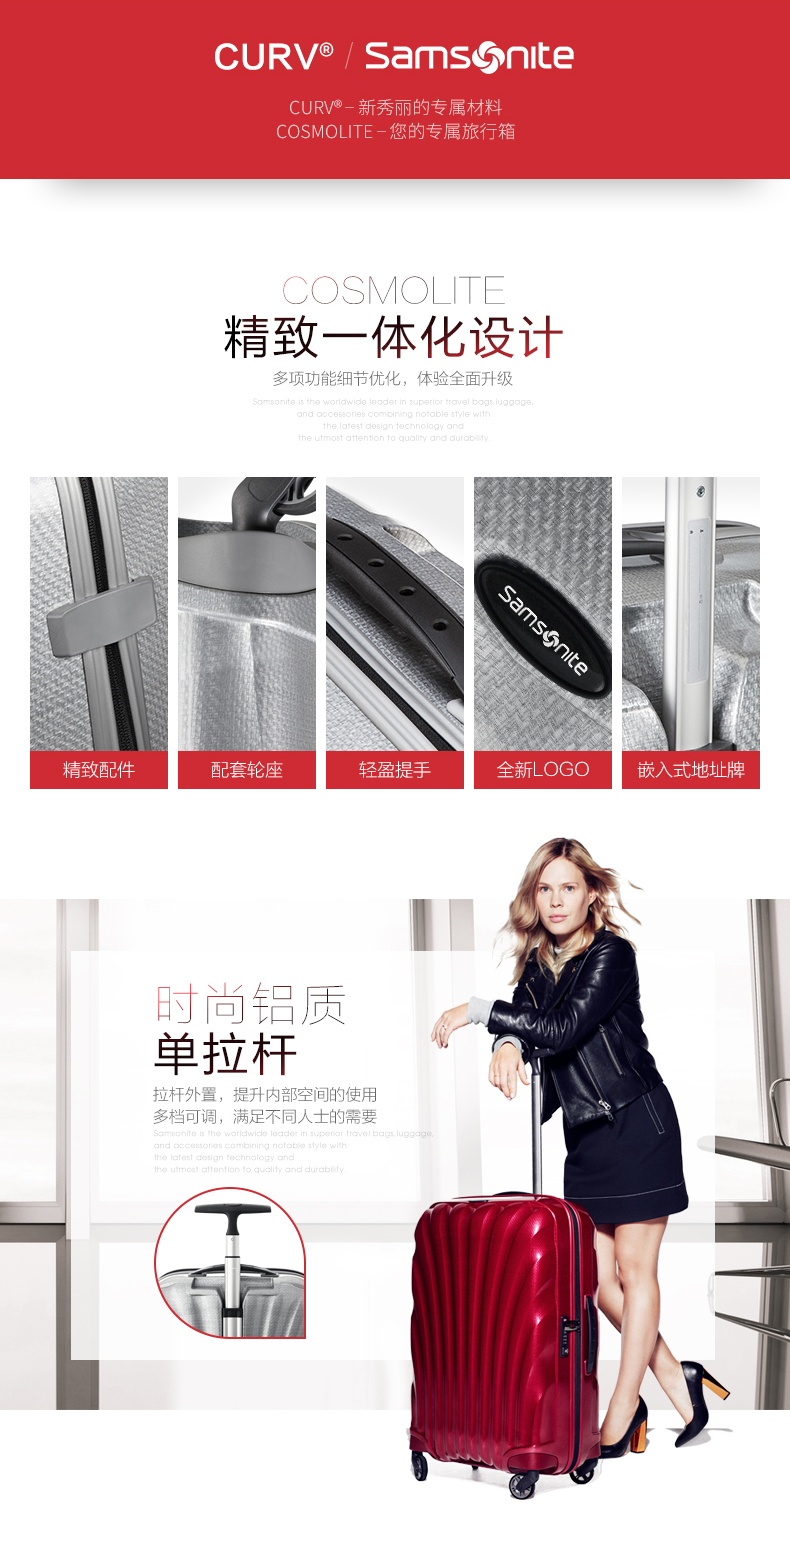 CURV® / Samsonite
CURV®–新秀丽的专属材料
COSMOLITE–您的专属旅行箱
COSMOLITE
精致一体化设计
多项功能细节优化，体验全面升级
Samsonite is the worldwide leader in superior travel bags,luggage,
and accessories combining notable style with
the latest design technology and
the utmost attention to quality and durability.
Samsonite
精致配件
配套轮座
轻盈提手
全新LOGO
嵌入式地址牌
时尚铝质
单拉杆
拉杆外置，提升内部空间的使用
多档可调，满足不同人士的需要
Samsonite is the worldwide leader in superior travel bags,luggage,
and accessories combining notable style with
the latest design technology and
the utmost attention to quality and durability.